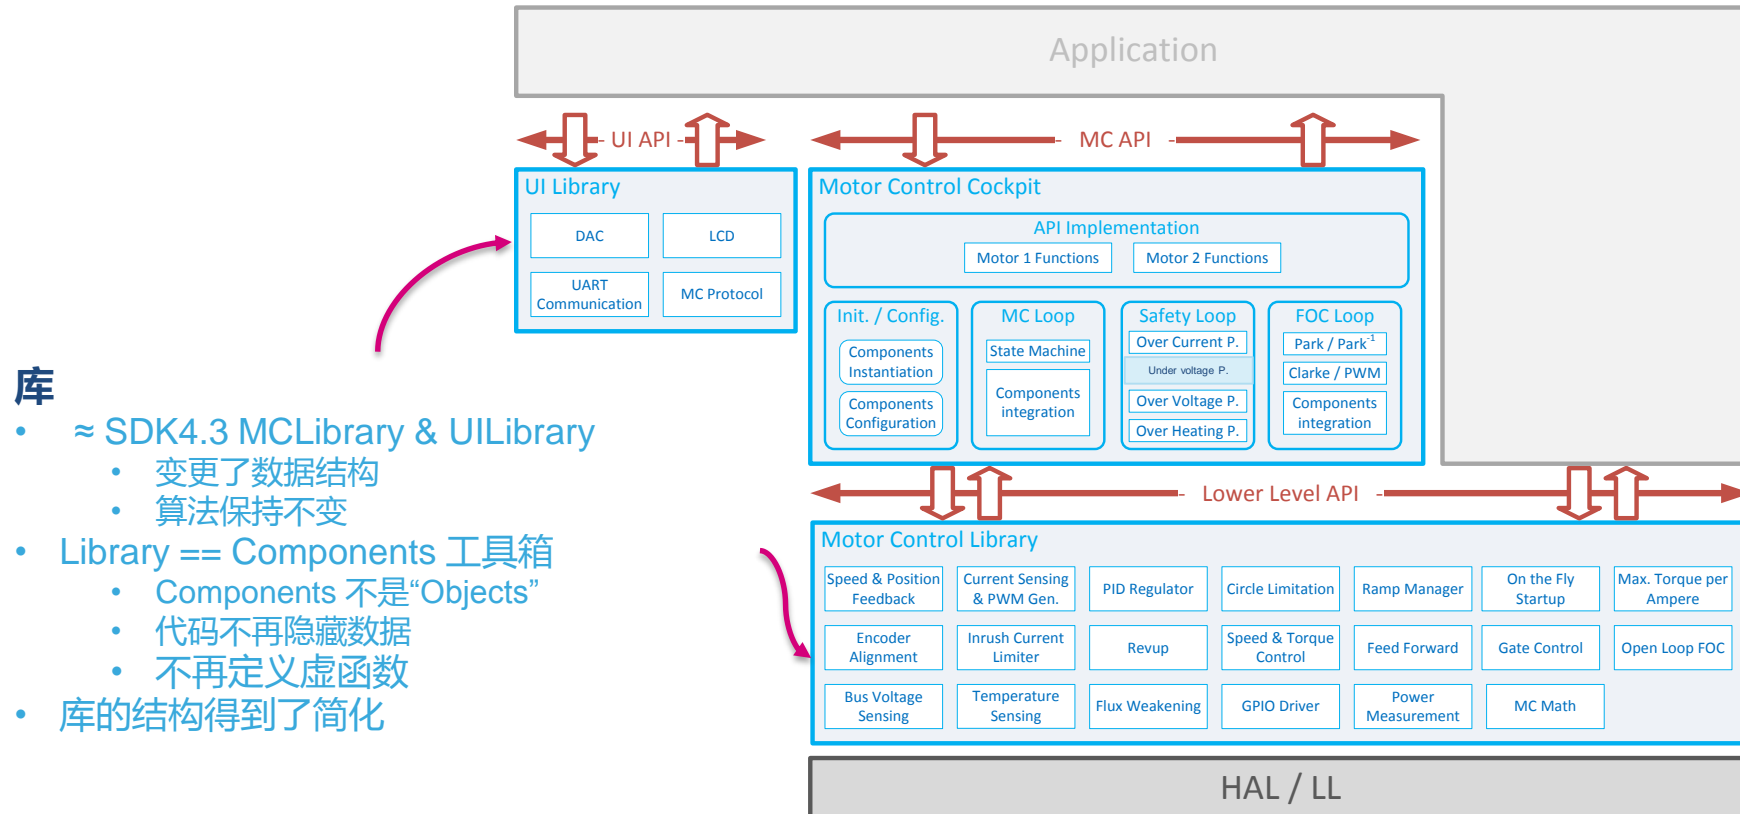 Application
- UI API -
- MC API -
UI Library
DAC
LCD
UART
Communication
MC Protocol
Motor Control Cockpit
API Implementation
Motor 1 Functions
Motor 2 Functions
Init. / Config.
Components
Instantiation
Components
Configuration
MC Loop
State Machine
Components
integration
Safety Loop
Over Current P.
Under voltage P.
Over Voltage P.
Over Heating P.
FOC Loop
Park / Park-1
Clarke / PWM
Components
integration
库
• ≈ SDK4.3 MCLibrary & UILibrary
• 变更了数据结构
• 算法保持不变
• Library == Components 工具箱
• Components 不是“Objects”
• 代码不再隐藏数据
• 不再定义虚函数
• 库的结构得到了简化
- Lower Level API -
Motor Control Library
Speed & Position
Feedback
Current Sensing
& PWM Gen.
PID Regulator
Circle Limitation
Ramp Manager
On the Fly
Startup
Max. Torque per
Ampere
Encoder
Alignment
Inrush Current
Limiter
Revup
Speed & Torque
Control
Feed Forward
Gate Control
Open Loop FOC
Bus Voltage
Sensing
Temperature
Sensing
Flux Weakening
GPIO Driver
Power
Measurement
MC Math
HAL / LL